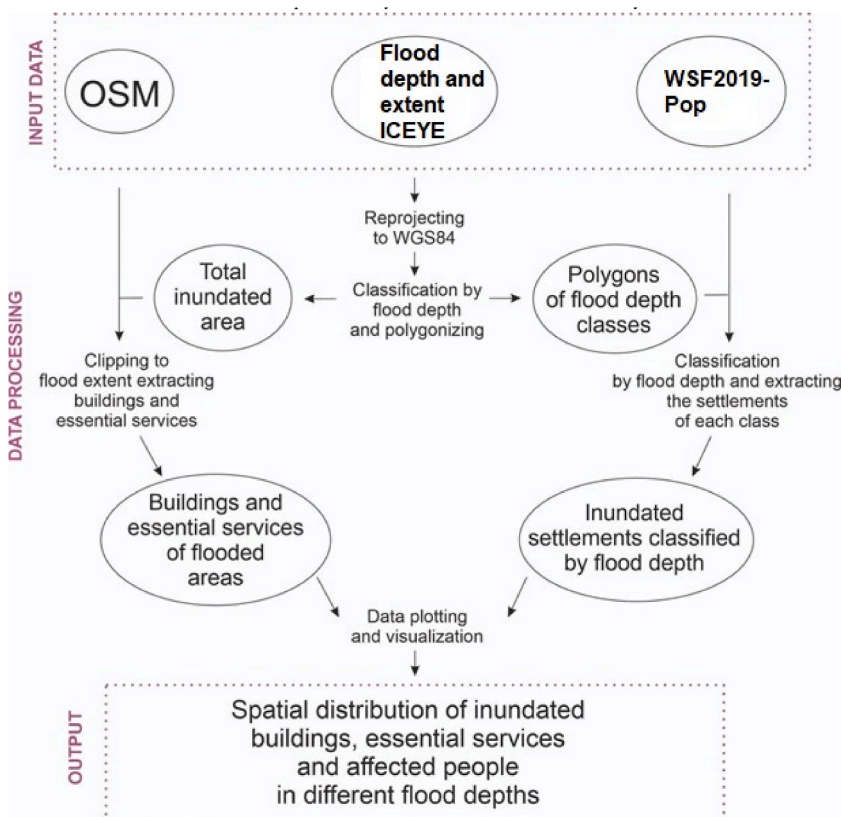 INPUT DATA
OSM
Flood
depth and
extent
ICEYE
WSF2019-
Pop
DATA PROCESSING
Reprojecting
to WGS84
Total
inundated
area
Classification by
flood depth
and polygonizing
Polygons
of flood depth
classes
Clipping to
flood extent extracting
buildings and
essential services
Classification
by flood depth and extracting
the settlements
of each class
Buildings and
essential services
of flooded
areas
Inundated
settlements classified
by flood depth
Data plotting
and visualization
OUTPUT
Spatial distribution of inundated
buildings, essential services
and affected people
in different flood depths